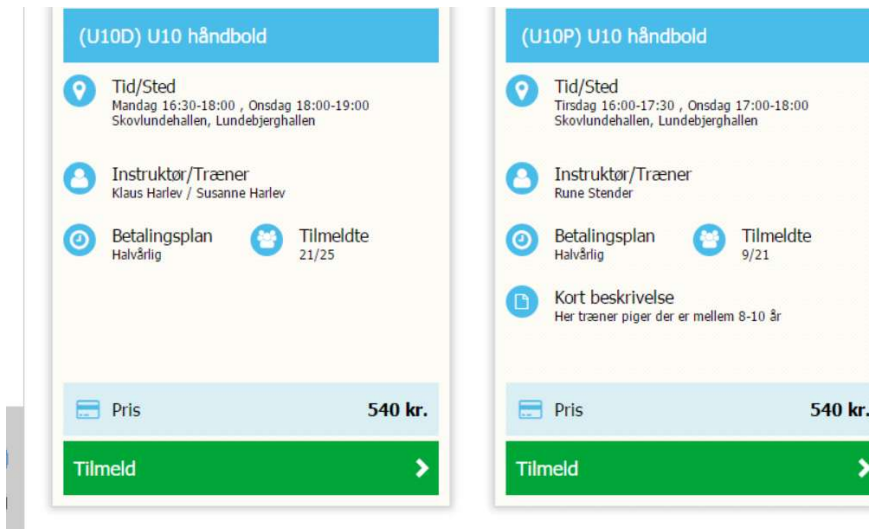 (U10D) U10 håndbold
Tid/Sted
Mandag 16:30-18:00 , Onsdag 18:00-19:00
Skovlundehallen, Lundebjerghallen
Instruktør/Træner
Klaus Harlev / Susanne Harlev
Betalingsplan
Halvårlig
Tilmeldte
21/25
Pris
540 kr.
Tilmeld
(U10P) U10 håndbold
Tid/Sted
Tirsdag 16:00-17:30 , Onsdag 17:00-18:00
Skovlundehallen, Lundebjerghallen
Instruktør/Træner
Rune Stender
Betalingsplan
Halvårlig
Tilmeldte
9/21
Kort beskrivelse
Her træner piger der er mellem 8-10 år
Pris
540 kr.
Tilmeld